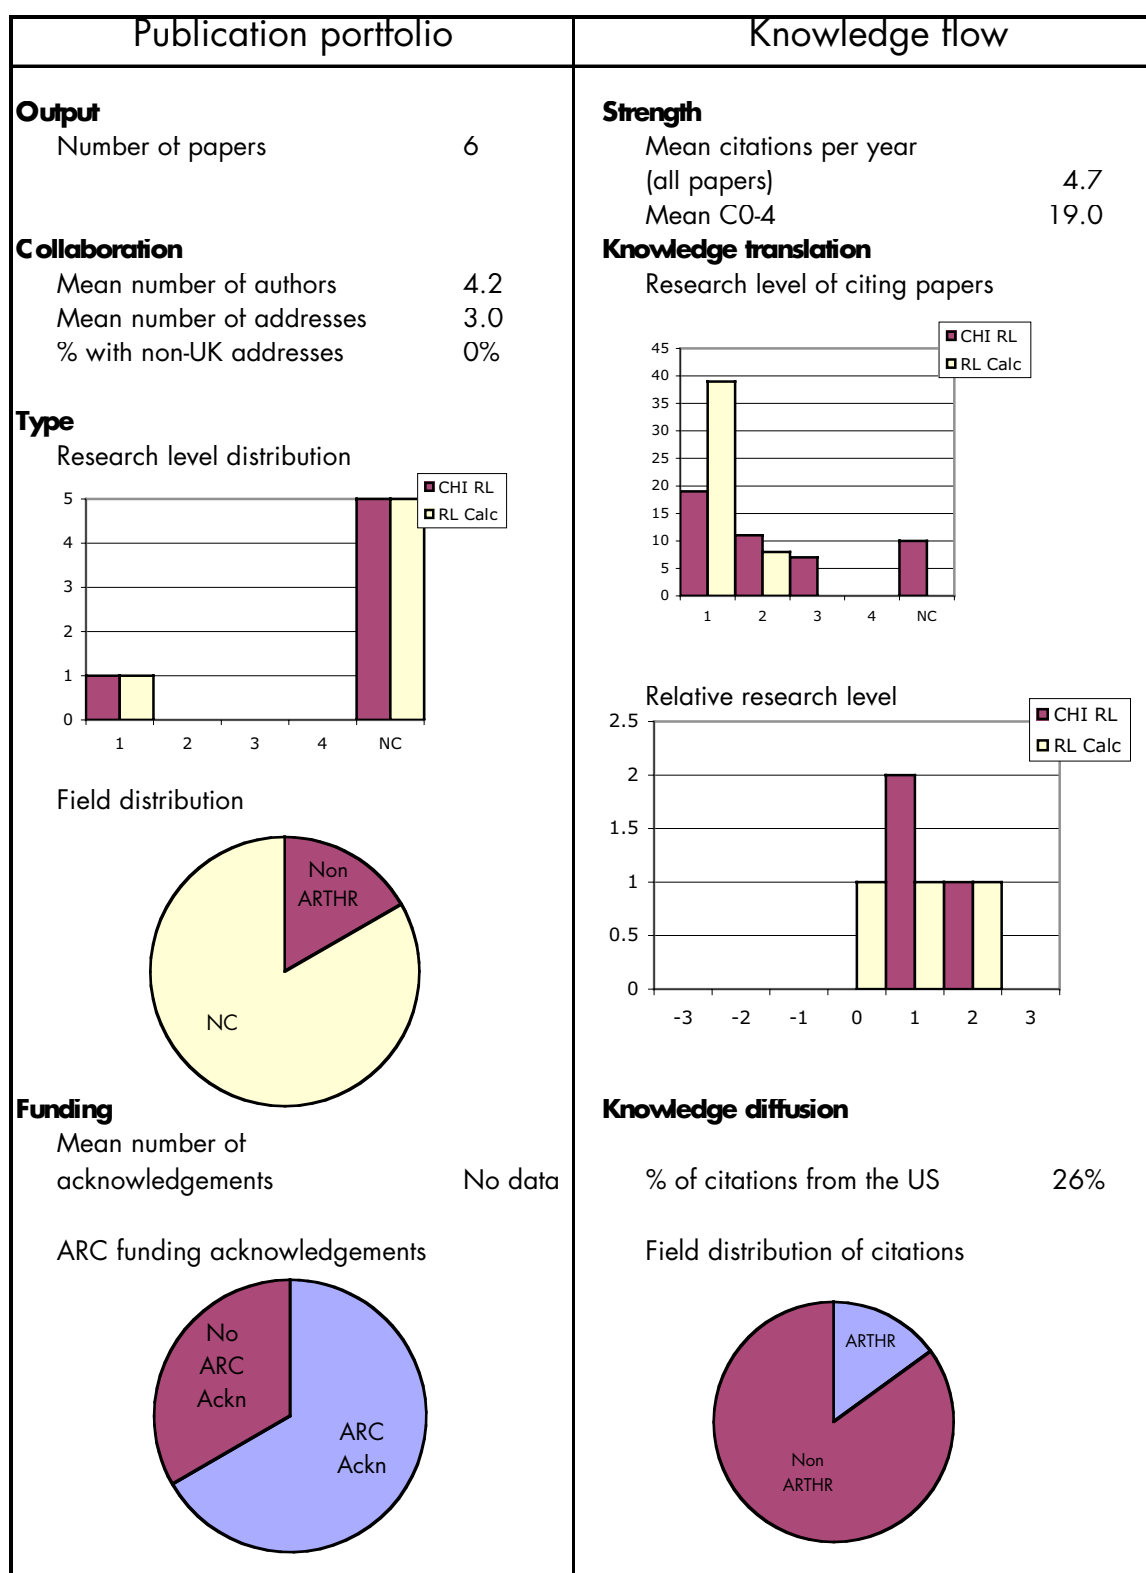 Publication portfolio
Output
Number of papers 6
Collaboration
Mean number of authors 4.2
Mean number of addresses 3.0
% with non-UK addresses 0%
Type
Research level distribution
CHI RL
RL Calc
5
4
3
2
1
0
1 2 3 4 NC
Field distribution
Non
ARTHR
NC
Funding
Mean number of
acknowledgements No data
ARC funding acknowledgements
No
ARC
Ackn
ARC
Ackn
Knowledge flow
Strength
Mean citations per year
(all papers) 4.7
Mean C0-4 19.0
Knowledge translation
Research level of citing papers
CHI RL
RL Calc
45
40
35
30
25
20
15
10
5
0
1 2 3 4 NC
Relative research level
CHI RL
RL Calc
2.5
2
1.5
1
0.5
0
-3 -2 -1 0 1 2 3
Knowledge diffusion
% of citations from the US 26%
Field distribution of citations
ARTHR
Non
ARTHR